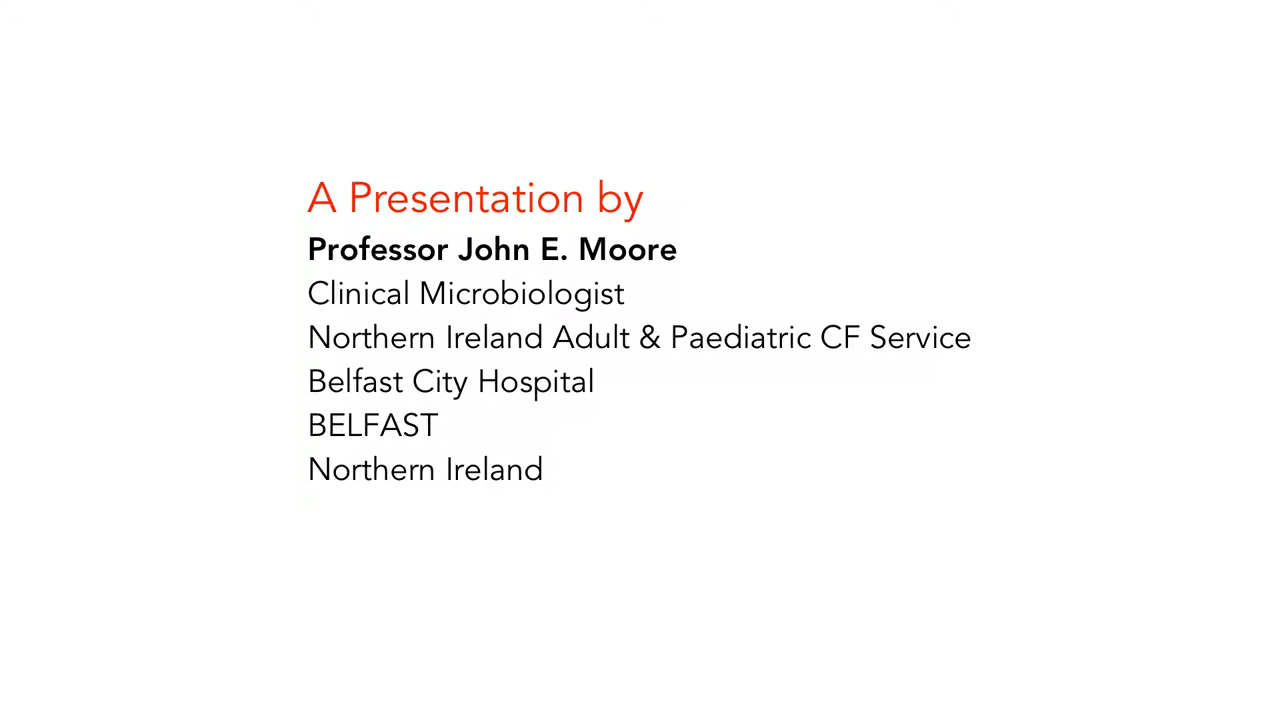 A Presentation by
Professor John E. Moore
Clinical Microbiologist
Northern Ireland Adult & Paediatric CF Service
Belfast City Hospital
BELFAST
Northern Ireland